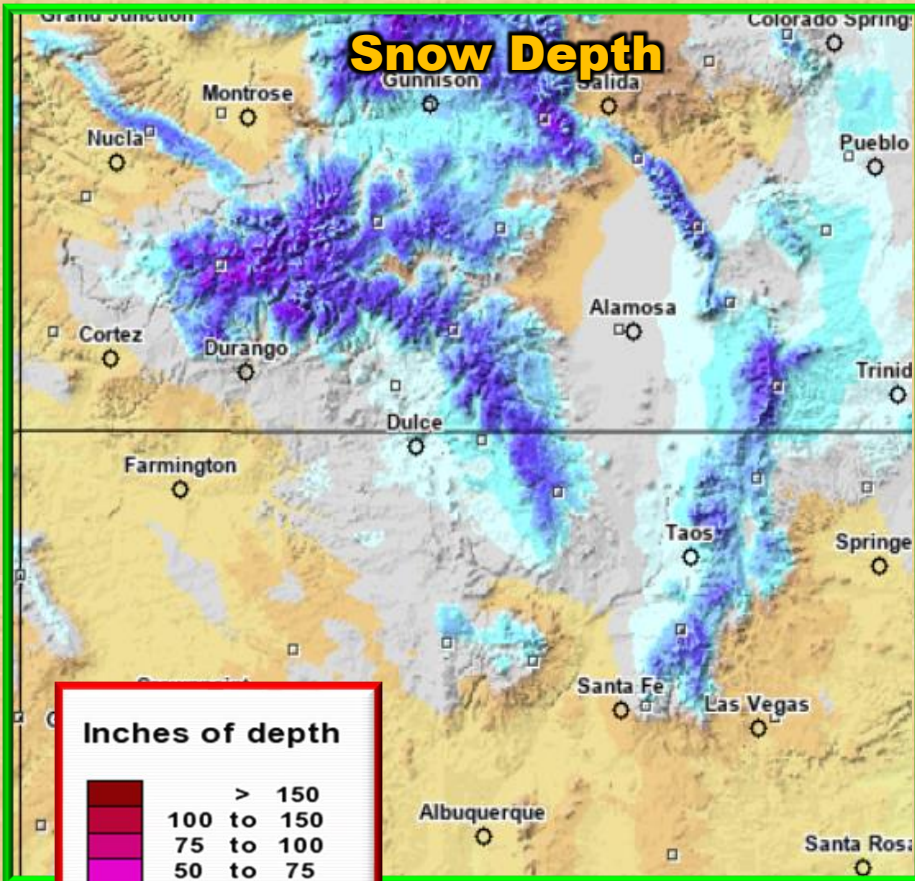 Grand Junction
Colorado Spring
Snow Depth
Gunnison
Salida
Montrose
Nucla
Pueblo
Alamosa
Cortez
Durango
Trinid
Dulce
Farmington
Taos
Springe
Santa Fe
Las Vegas
Inches of depth
> 150
100 to 150
75 to 100
50 to 75
Albuquerque
Santa Rosa